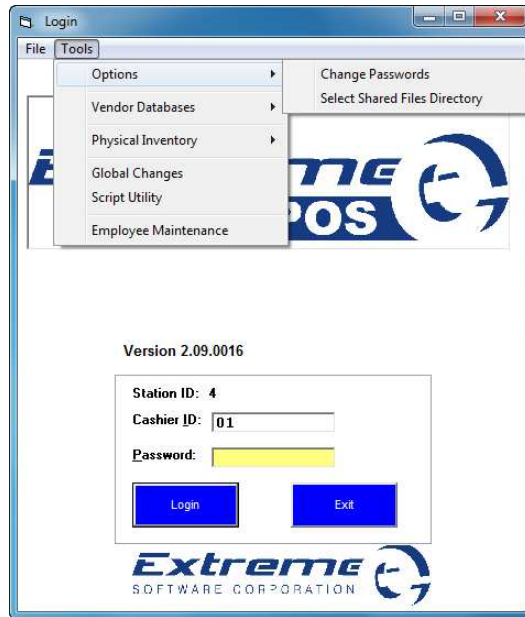 Login
File Tools
Options
Change Passwords
Select Shared Files Directory
Vendor Databases
Physical Inventory
Global Changes
Script Utility
Employee Maintenance
POS
Version 2.09.0016
Station ID: 4
Cashier ID: 01
Password:
Login Exit
Extreme
SOFTWARE CORPORATION